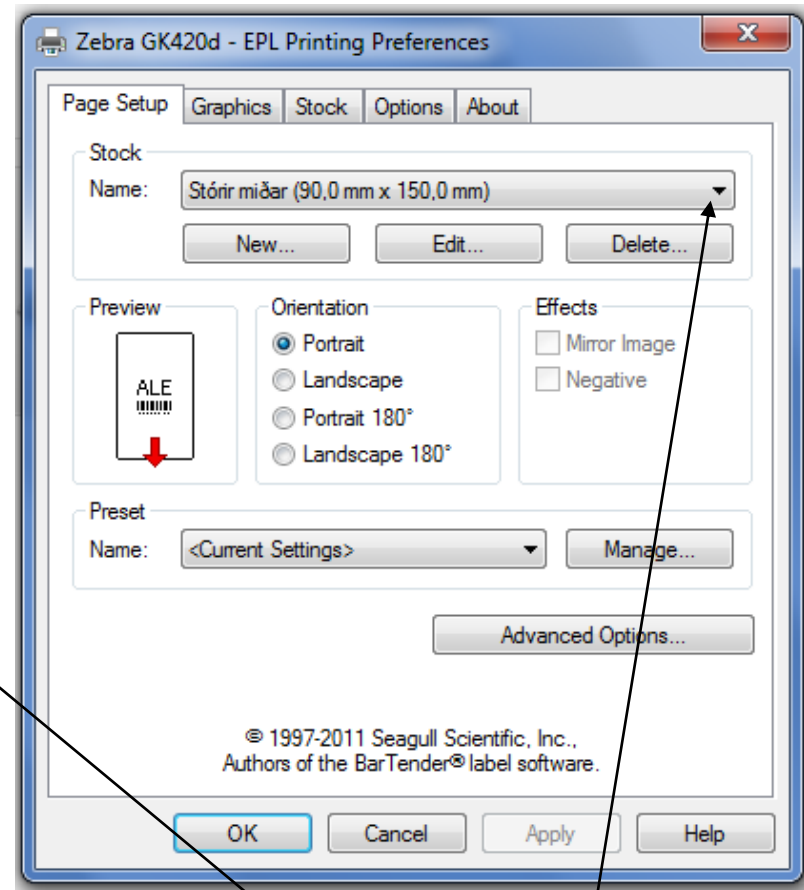 Zebra GK420d - EPL Printing Preferences
Page Setup Graphics Stock Options About
Stock
Name: Stórir miðar (90,0 mm x 150,0 mm)
New... Edit... Delete...
Preview
ALE
Orientation
Portrait
Landscape
Portrait 180°
Landscape 180°
Effects
Mirror Image
Negative
Preset
Name: <Current Settings> Manage...
Advanced Options...
© 1997-2011 Seagull Scientific, Inc.,
Authors of the BarTender® label software.
OK Cancel Apply Help